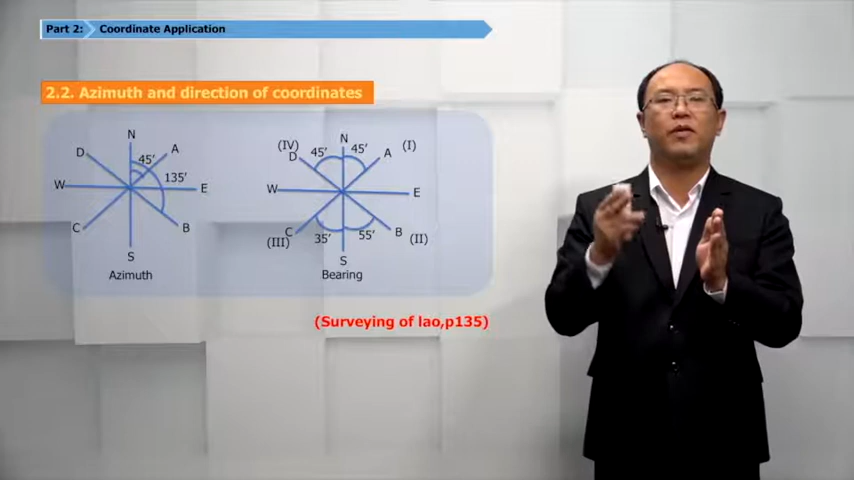 Part 2: Coordinate Application
2.2. Azimuth and direction of coordinates
N
D
45′
A
135′
W
E
C
B
S
Azimuth
N
(IV)
D
45′
45′
A
(I)
W
E
C
(III)
35′
55′
B
(II)
S
Bearing
(Surveying of lao,p135)